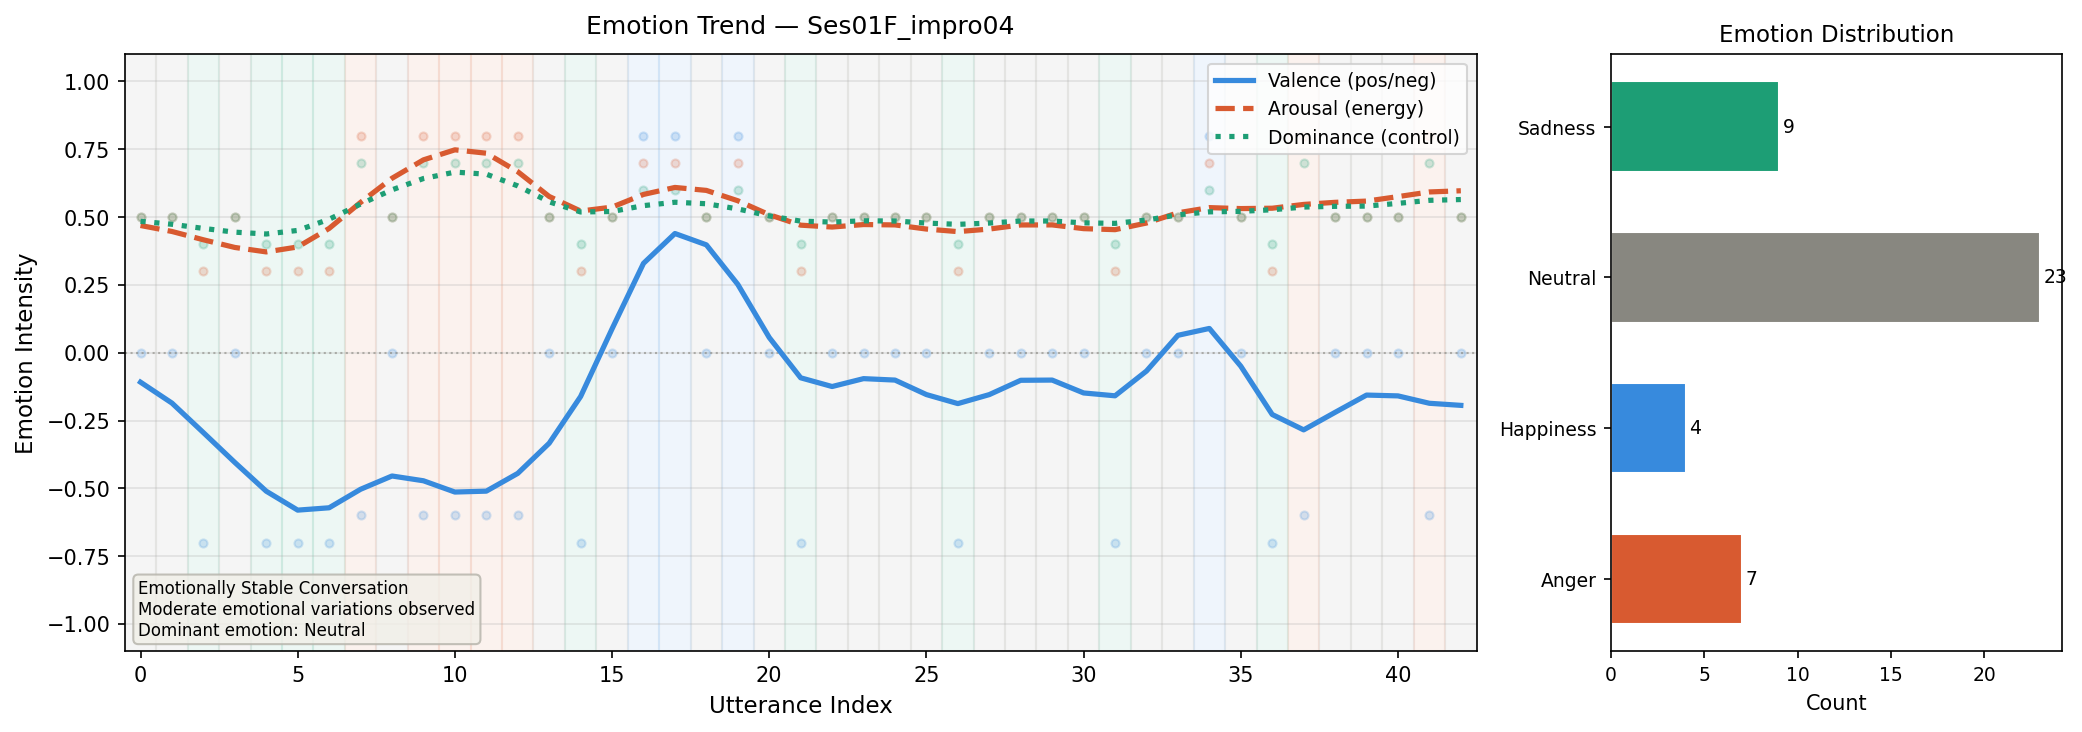 Emotion Trend — Ses01F_impro04
Emotion Intensity
1.00
0.75
0.50
0.25
0.00
−0.25
−0.50
−0.75
−1.00
Valence (pos/neg)
Arousal (energy)
Dominance (control)
Emotionally Stable Conversation
Moderate emotional variations observed
Dominant emotion: Neutral
0 5 10 15 20 25 30 35 40
Utterance Index
Emotion Distribution
Sadness 9
Neutral 23
Happiness 4
Anger 7
0 5 10 15 20
Count